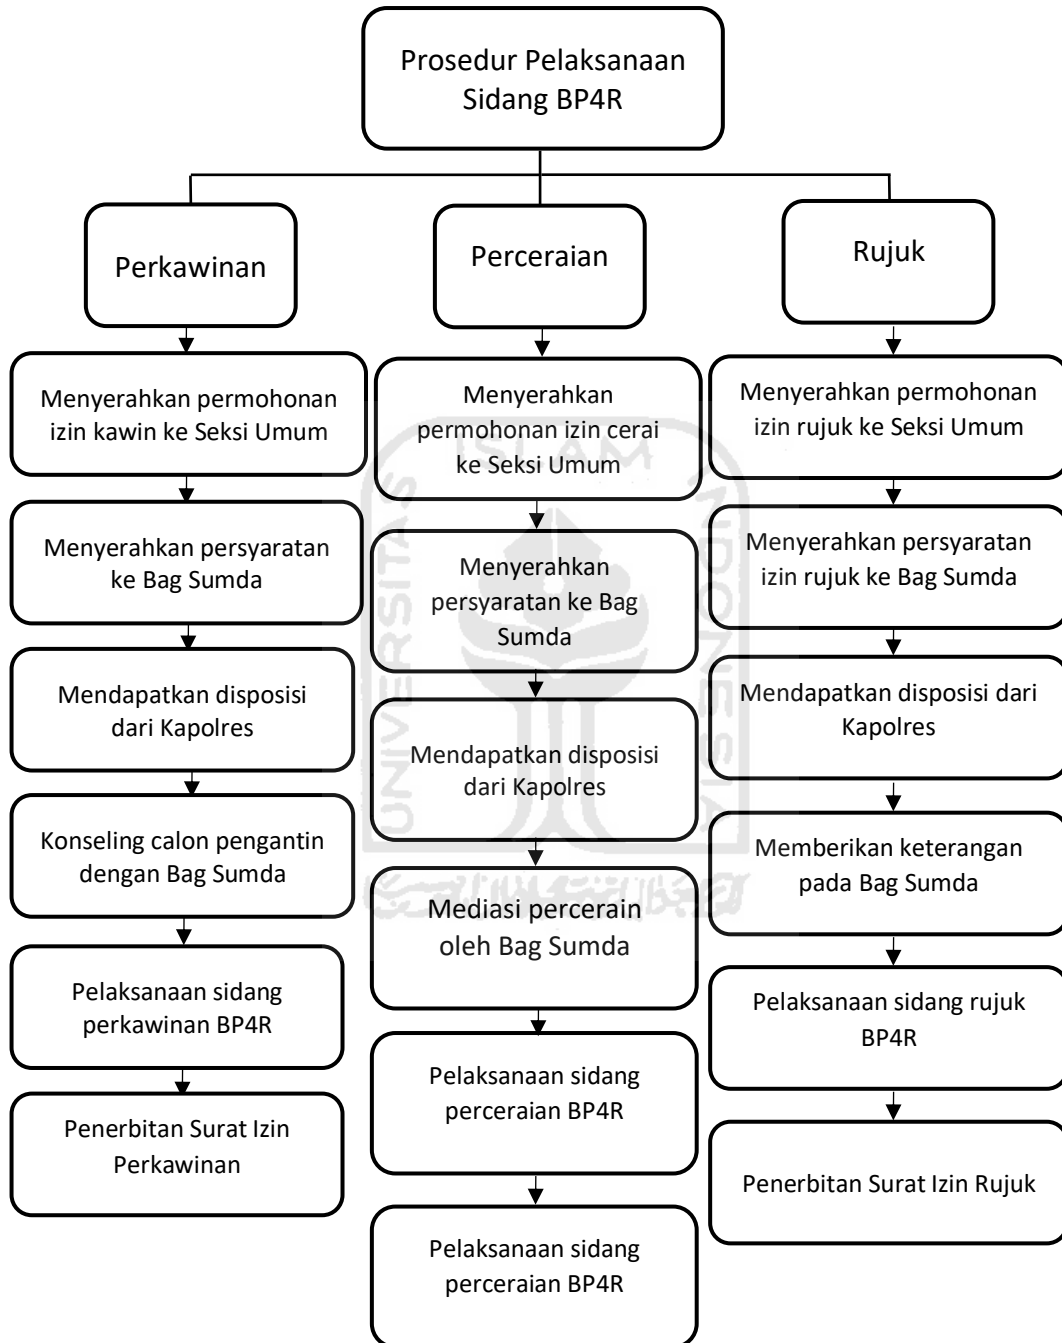 Prosedur Pelaksanaan
Sidang BP4R
Perkawinan
Menyerahkan permohonan
izin kawin ke Seksi Umum
Menyerahkan persyaratan
ke Bag Sumda
Mendapatkan disposisi
dari Kapolres
Konseling calon pengantin
dengan Bag Sumda
Pelaksanaan sidang
perkawinan BP4R
Penerbitan Surat Izin
Perkawinan
Perceraian
Menyerahkan
permohonan izin cerai
ke Seksi Umum
Menyerahkan
persyaratan ke Bag
Sumda
Mendapatkan disposisi
dari Kapolres
Mediasi percerain
oleh Bag Sumda
Pelaksanaan sidang
perceraian BP4R
Pelaksanaan sidang
perceraian BP4R
Rujuk
Menyerahkan permohonan
izin rujuk ke Seksi Umum
Menyerahkan persyaratan
izin rujuk ke Bag Sumda
Mendapatkan disposisi dari
Kapolres
Memberikan keterangan
pada Bag Sumda
Pelaksanaan sidang rujuk
BP4R
Penerbitan Surat Izin Rujuk
UNIVERSITAS
ISLAM
INDONESIA